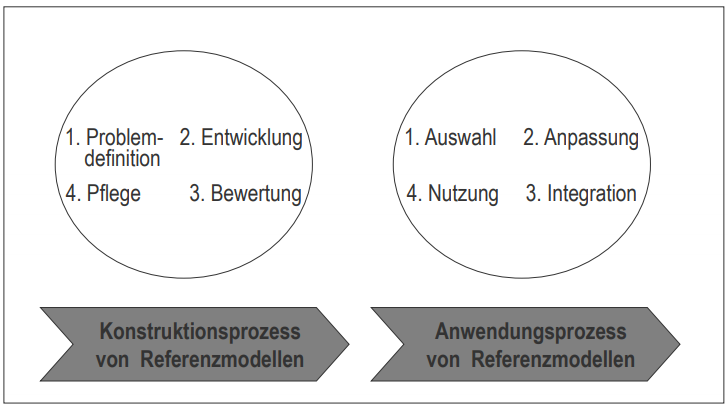 1. Problem-
definition
2. Entwicklung
4. Pflege
3. Bewertung
1. Auswahl
2. Anpassung
4. Nutzung
3. Integration
Konstruktionsprozess
von Referenzmodellen
Anwendungsprozess
von Referenzmodellen